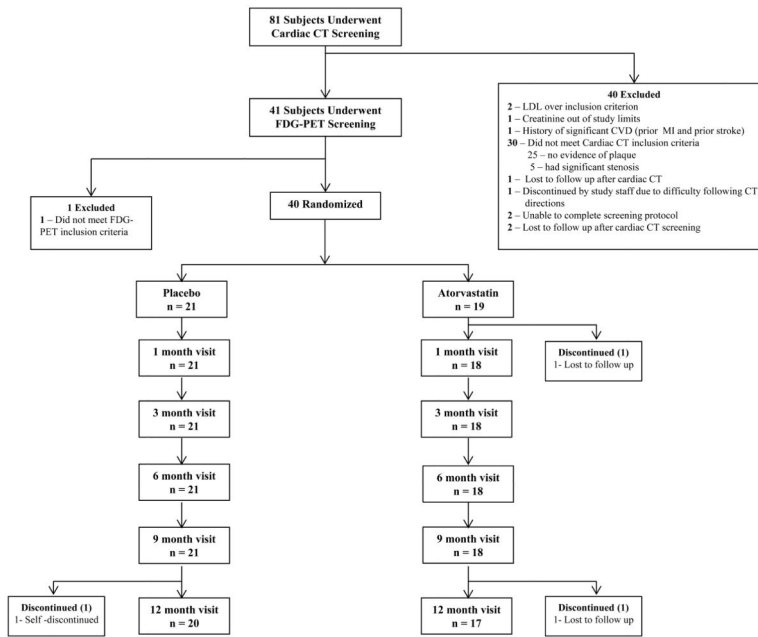 81 Subjects Underwent
Cardiac CT Screening
40 Excluded
2 – LDL over inclusion criterion
1 – Creatinine out of study limits
1 – History of significant CVD (prior MI and prior stroke)
30 – Did not meet Cardiac CT inclusion criteria
25 – no evidence of plaque
5 – had significant stenosis
1 – Lost to follow up after cardiac CT
1 – Discontinued by study staff due to difficulty following CT
directions
2 – Unable to complete screening protocol
2 – Lost to follow up after cardiac CT screening
41 Subjects Underwent
FDG-PET Screening
1 Excluded
1 – Did not meet FDG-
PET inclusion criteria
40 Randomized
Placebo
n = 21
Atorvastatin
n = 19
1 month visit
n = 21
1 month visit
n = 18
Discontinued (1)
1- Lost to follow up
3 month visit
n = 21
3 month visit
n = 18
6 month visit
n = 21
6 month visit
n = 18
9 month visit
n = 21
9 month visit
n = 18
Discontinued (1)
1- Self -discontinued
12 month visit
n = 20
12 month visit
n = 17
Discontinued (1)
1- Lost to follow up